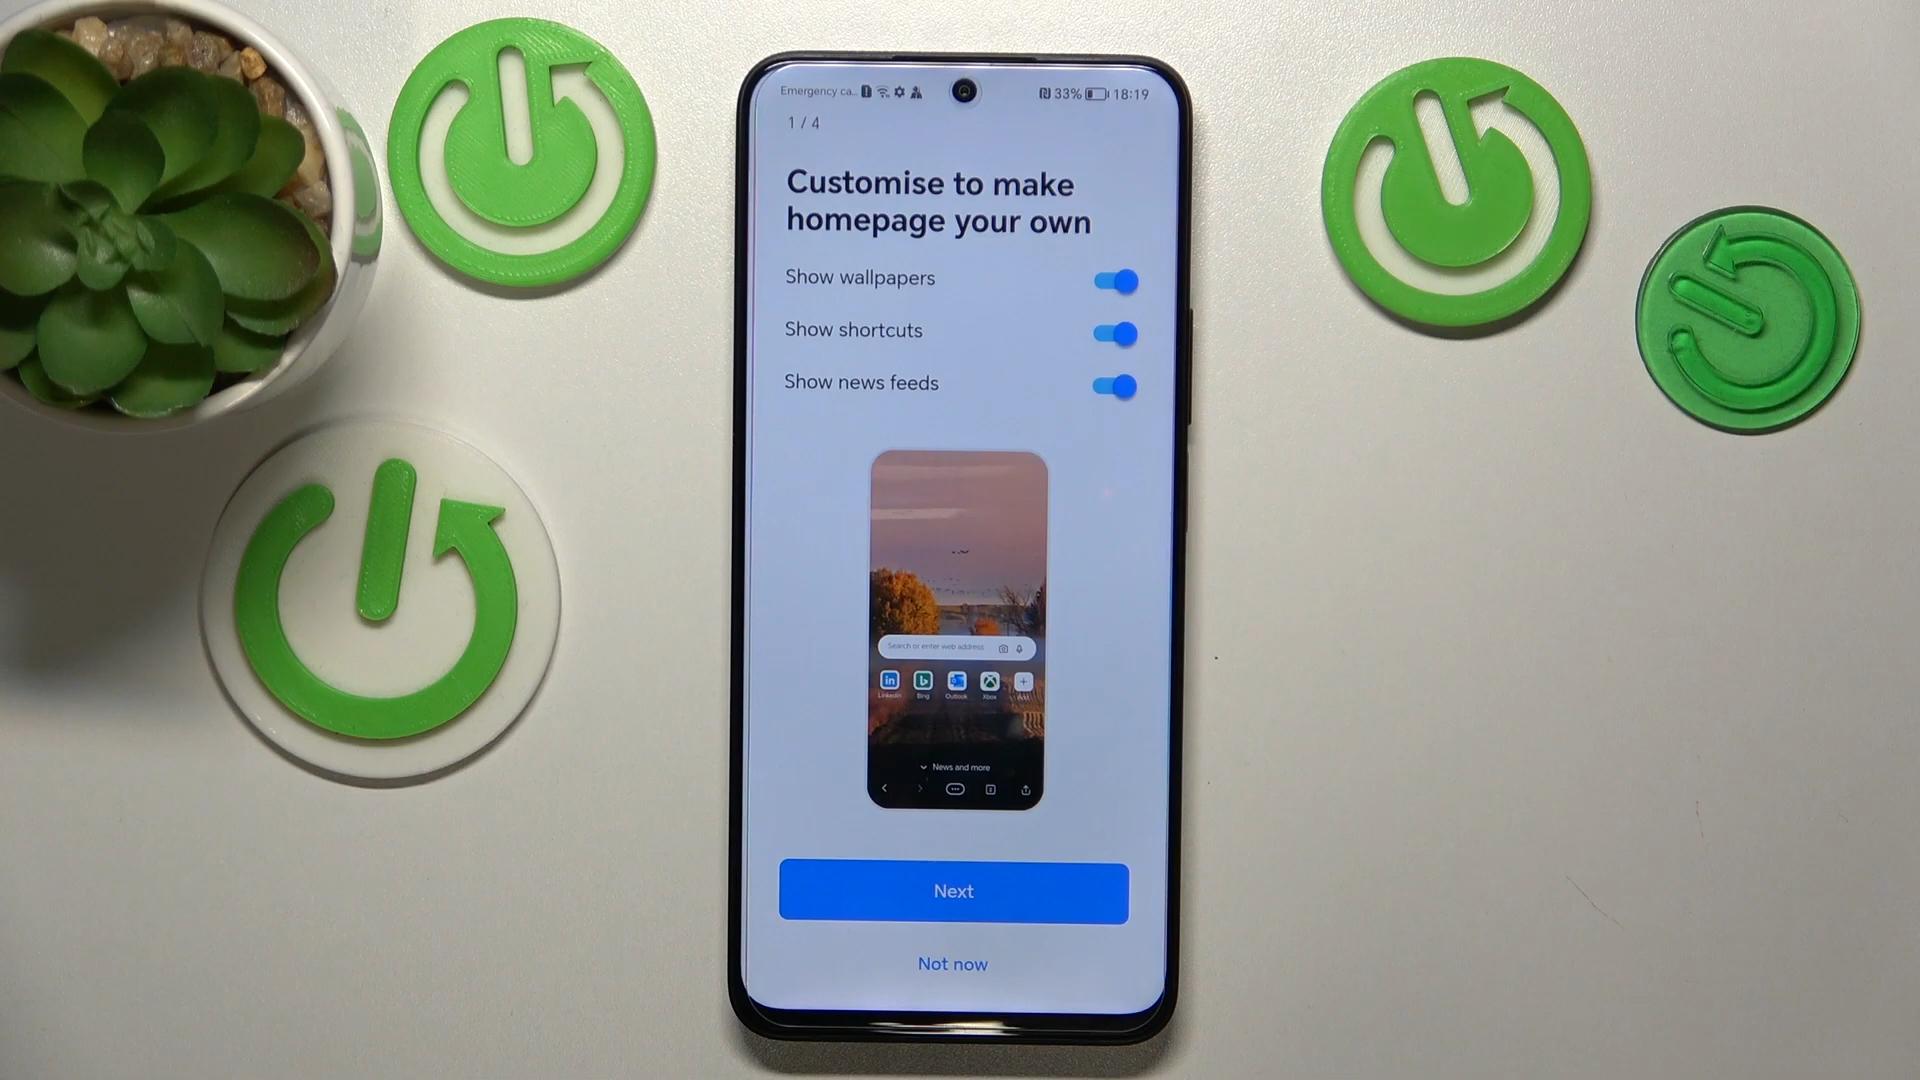 Emergency ca... 33% 18:19
1 / 4
Customise to make
homepage your own
Show wallpapers
Show shortcuts
Show news feeds
Search or enter web address
in
LinkedIn Bing Outlook Xbox
News and more
Next
Not now